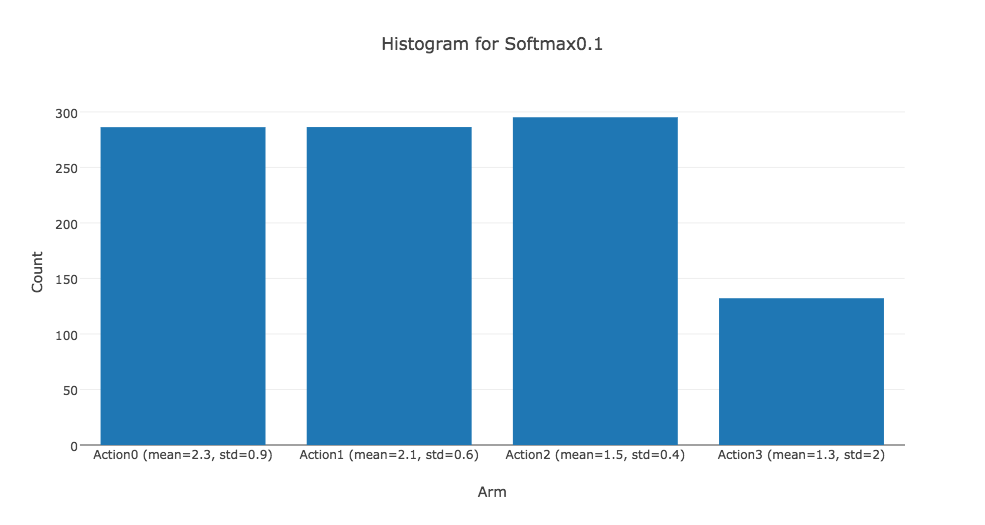 Histogram for Softmax0.1
300
250
200
150
100
50
0
Count
Action0 (mean=2.3, std=0.9)
Action1 (mean=2.1, std=0.6)
Action2 (mean=1.5, std=0.4)
Action3 (mean=1.3, std=2)
Arm